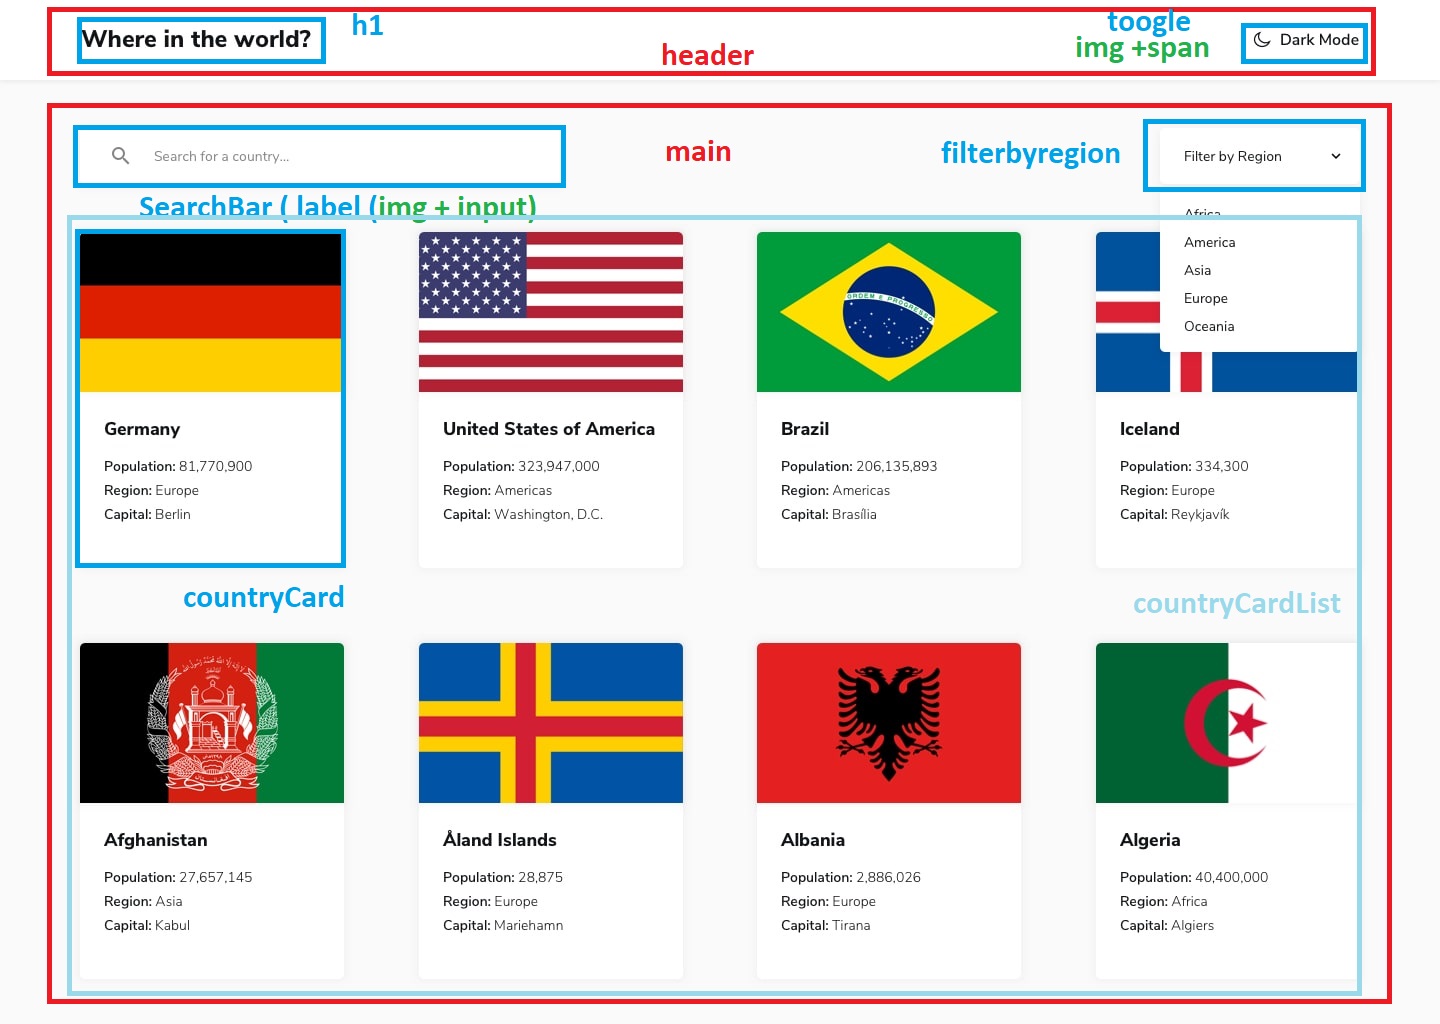 Where in the world?
h1
header
toogle
img +span
Dark Mode
Search for a country...
main
filterbyregion
Filter by Region
SearchBar ( label (img + input)
Africa
America
Asia
Europe
Oceania
ORDEM E PROGRESSO
Germany
Population: 81,770,900
Region: Europe
Capital: Berlin
United States of America
Population: 323,947,000
Region: Americas
Capital: Washington, D.C.
Brazil
Population: 206,135,893
Region: Americas
Capital: Brasília
Iceland
Population: 334,300
Region: Europe
Capital: Reykjavík
countryCard
countryCardList
Afghanistan
Population: 27,657,145
Region: Asia
Capital: Kabul
Åland Islands
Population: 28,875
Region: Europe
Capital: Mariehamn
Albania
Population: 2,886,026
Region: Europe
Capital: Tirana
Algeria
Population: 40,400,000
Region: Africa
Capital: Algiers